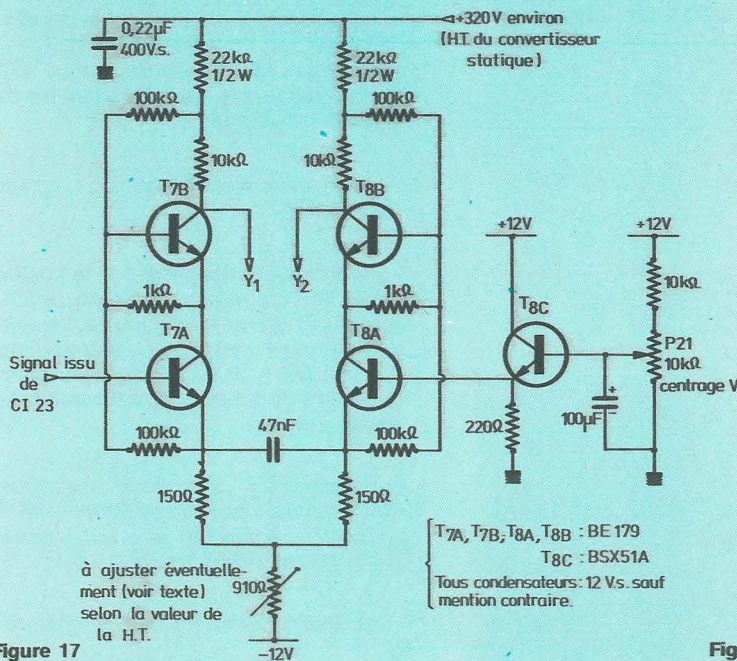 0,22µF
400V.s.
+320V environ
(H.T. du convertisseur
statique)
22kΩ
1/2W
22kΩ
1/2W
100kΩ
100kΩ
10kΩ
10kΩ
T7B
T8B
Y1
Y2
1kΩ
1kΩ
T7A
T8A
T8C
+12V
+12V
10kΩ
P21
10kΩ
centrage V
Signal issu
de
CI 23
100µF
+
220Ω
100kΩ
47nF
100kΩ
150Ω
150Ω
T7A, T7B, T8A, T8B : BE 179
T8C : BSX51A
Tous condensateurs: 12 V.s. sauf
mention contraire.
à ajuster éventuelle-
ment (voir texte)
selon la valeur de
la H.T.
910Ω
-12V
Figure 17
Fig